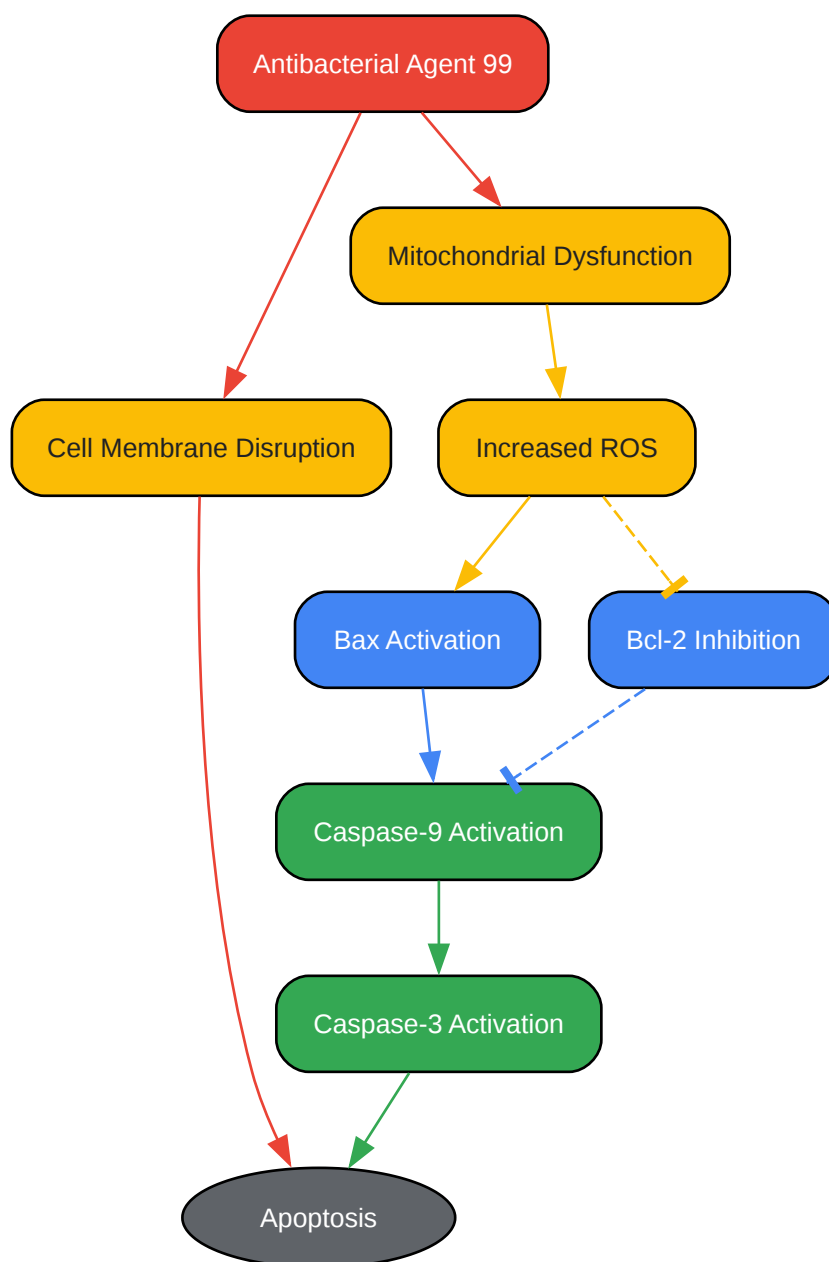 Antibacterial Agent 99
Mitochondrial Dysfunction
Cell Membrane Disruption
Increased ROS
Bax Activation
Bcl-2 Inhibition
Caspase-9 Activation
Caspase-3 Activation
Apoptosis